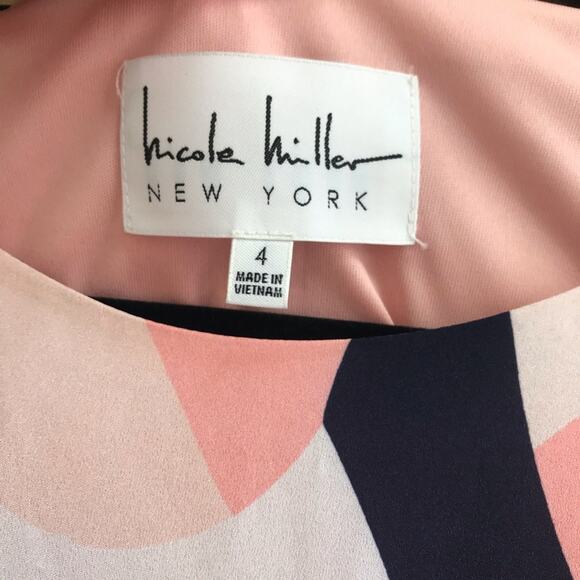 nicole miller
NEW YORK
4
MADE IN
VIETNAM